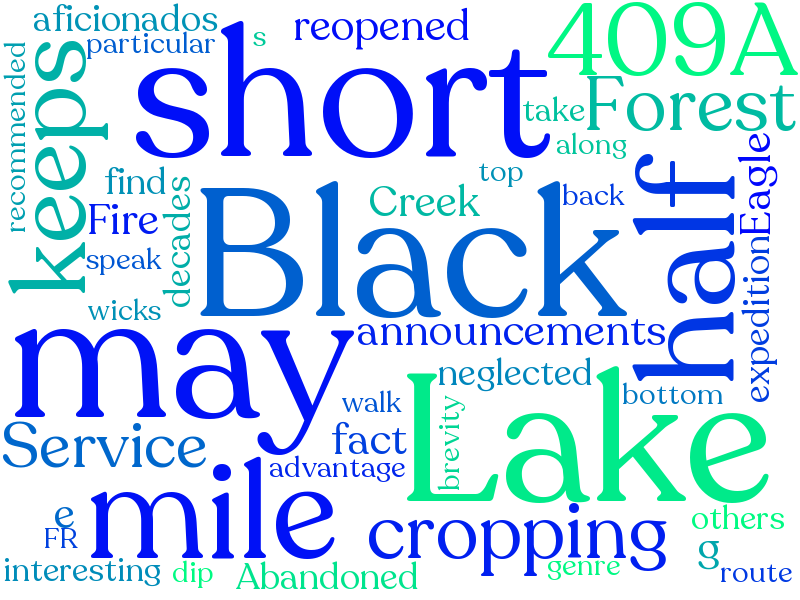 aficionados
particular
s
reopened
409A
recommended
keeps
short
take
Forest
along
find
decades
top
half
Eagle
Fire
Black
Creek
back
speak
expedition
wicks
may
announcements
neglected
bottom
walk
Lake
brevity
Service
fact
advantage
mile
e
FR
cropping
others
g
interesting
dip
Abandoned
genre
route